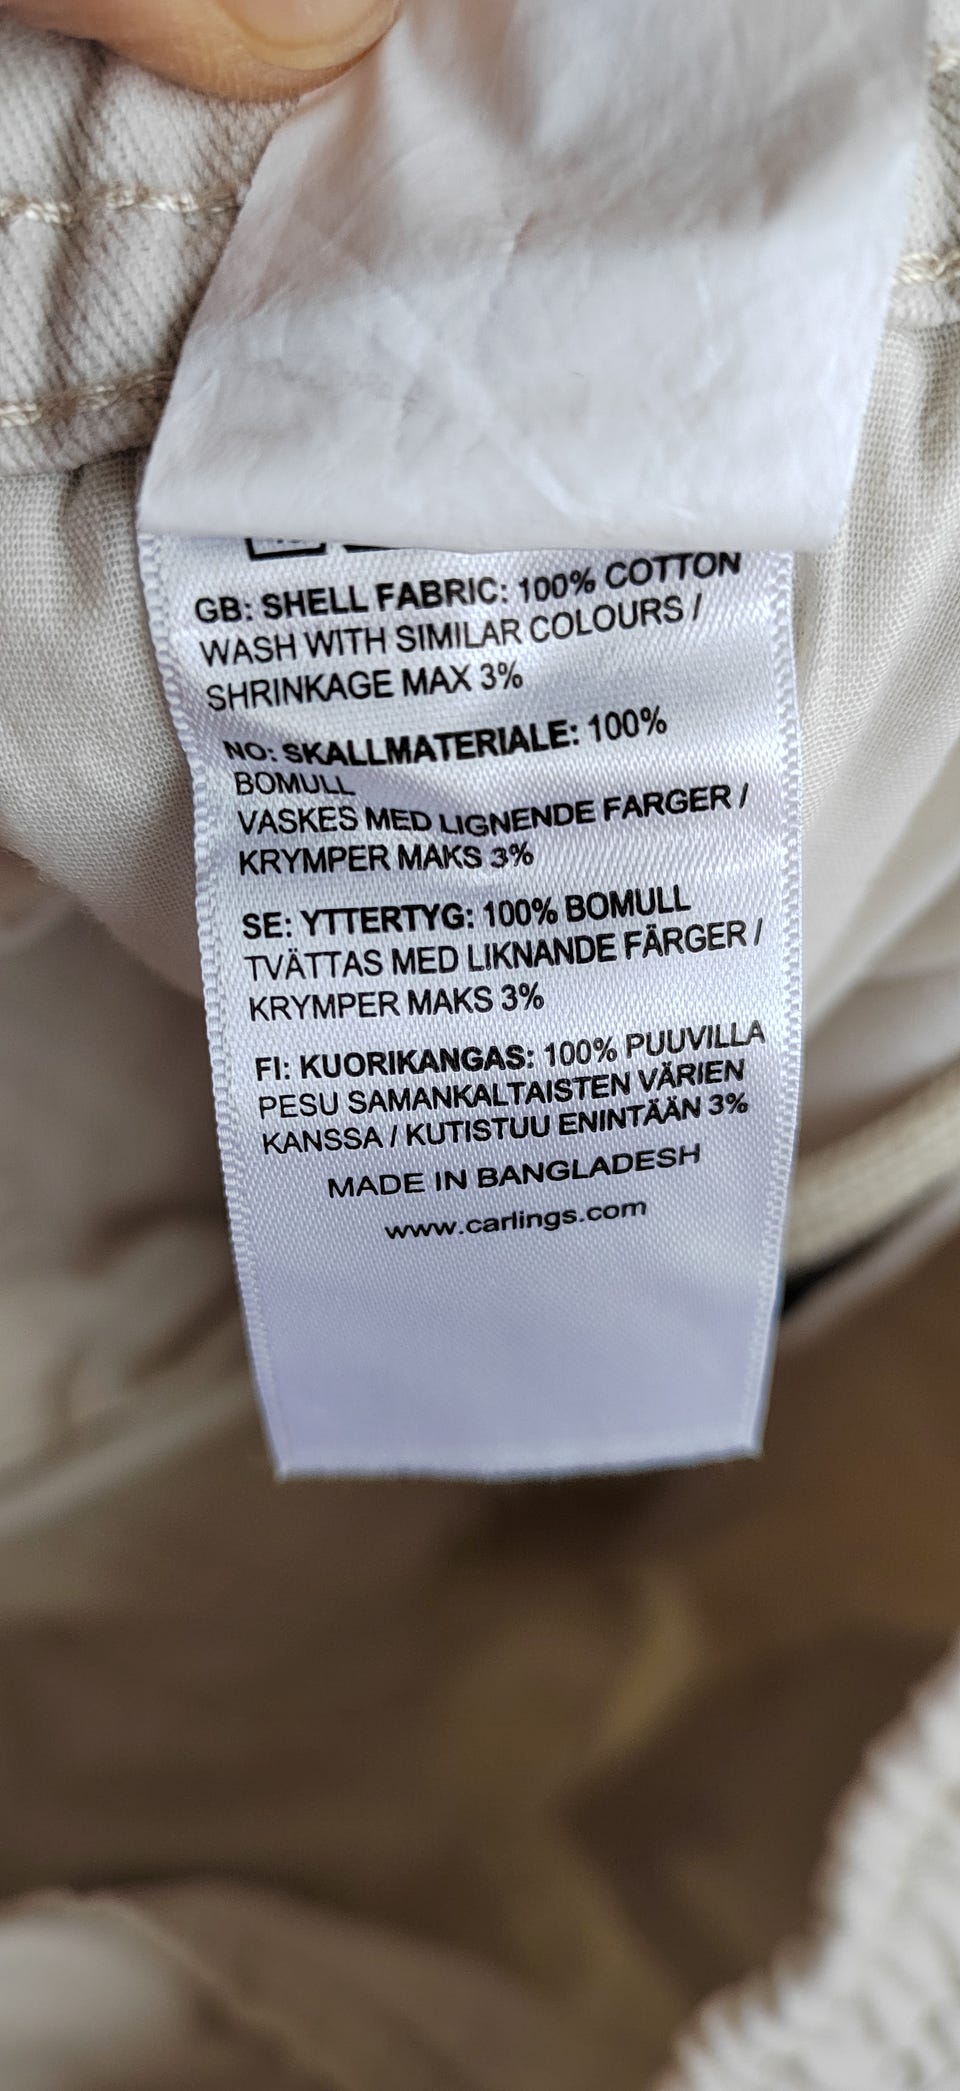 GB: SHELL FABRIC: 100% COTTON
WASH WITH SIMILAR COLOURS /
SHRINKAGE MAX 3%
NO: SKALLMATERIALE: 100%
BOMULL
VASKES MED LIGNENDE FARGER /
KRYMPER MAKS 3%
SE: YTTERTYG: 100% BOMULL
TVÄTTAS MED LIKNANDE FÄRGER /
KRYMPER MAKS 3%
FI: KUORIKANGAS: 100% PUUVILLA
PESU SAMANKALTAISTEN VÄRIEN
KANSSA / KUTISTUU ENINTÄÄN 3%
MADE IN BANGLADESH
www.carlings.com